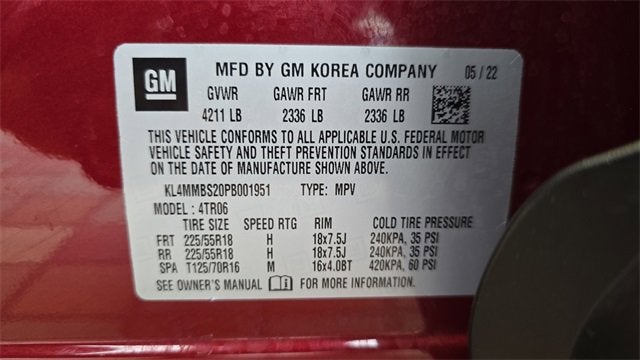 GM
MFD BY GM KOREA COMPANY 05 / 22
GVWR GAWR FRT GAWR RR
4211 LB 2336 LB 2336 LB
THIS VEHICLE CONFORMS TO ALL APPLICABLE U.S. FEDERAL MOTOR
VEHICLE SAFETY AND THEFT PREVENTION STANDARDS IN EFFECT
ON THE DATE OF MANUFACTURE SHOWN ABOVE.
KL4MMBS20PB001951 TYPE: MPV
MODEL : 4TR06
TIRE SIZE SPEED RTG RIM COLD TIRE PRESSURE
FRT 225/55R18 H 18x7.5J 240KPA, 35 PSI
RR 225/55R18 H 18x7.5J 240KPA, 35 PSI
SPA T125/70R16 M 16x4.0BT 420KPA, 60 PSI
SEE OWNER'S MANUAL FOR MORE INFORMATION.